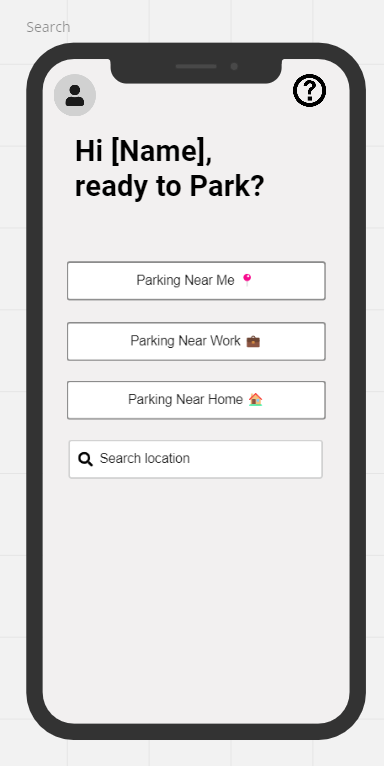 Search
Hi [Name],
ready to Park?
Parking Near Me 📍
Parking Near Work 💼
Parking Near Home 🏠
Search location